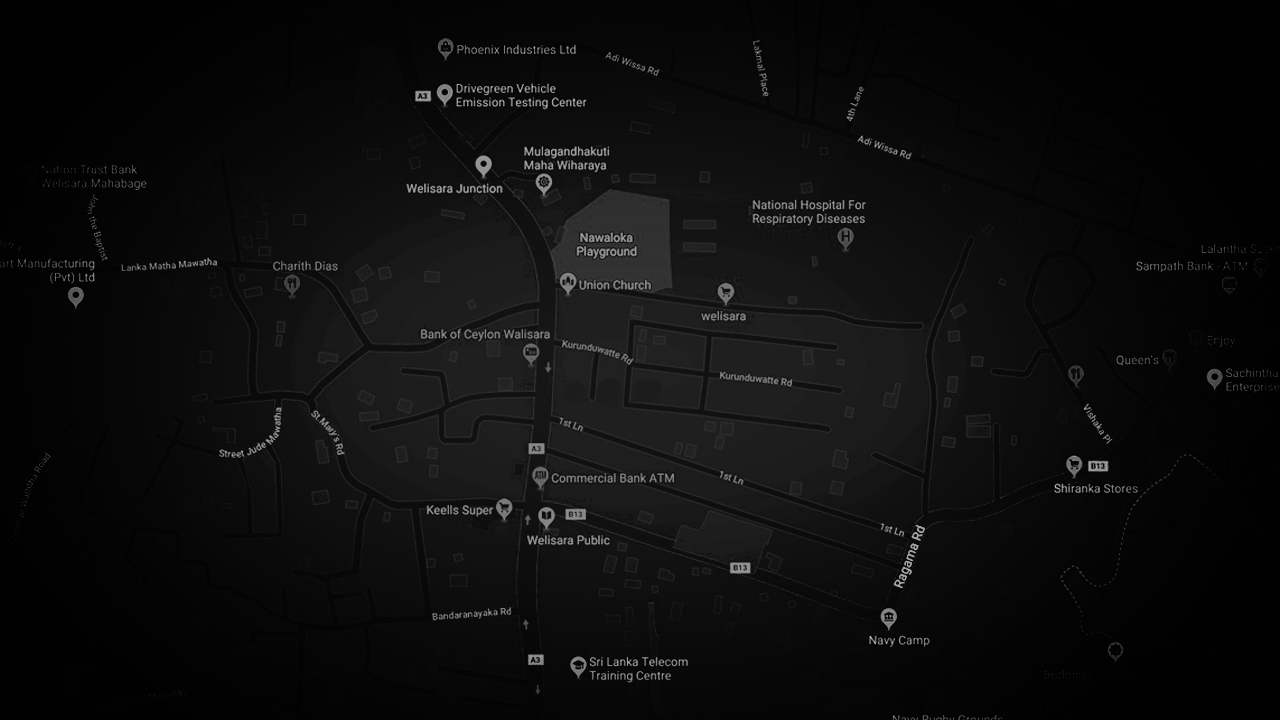 Phoenix Industries Ltd
Adi Wissa Rd
Lakmal Place
4th Lane
A3
Drivegreen Vehicle
Emission Testing Center
Adi Wissa Rd
Mulagandhakuti
Maha Wiharaya
Welisara Junction
Nation Trust Bank
Welisara Mahabage
National Hospital For
Respiratory Diseases
Nawaloka
Playground
the Baptist
art Manufacturing
(Pvt) Ltd
Lanka Matha Mawatha
Charith Dias
Union Church
Lalantha
Sampath Bank - ATM
welisara
Bank of Ceylon Walisara
Kurunduwatte Rd
Kurunduwatte Rd
Enjoy
Queen's
Sachintha
Enterprise
Vishaka Pl
Street Jude Mawatha
St.Mary's Rd
1st Ln
A3
Commercial Bank ATM
1st Ln
B13
Shiranka Stores
Road
Keells Super
B13
Welisara Public
1st Ln
Ragama Rd
B13
Bandaranayaka Rd
Navy Camp
A3
Sri Lanka Telecom
Training Centre
Navy Rugby Grounds